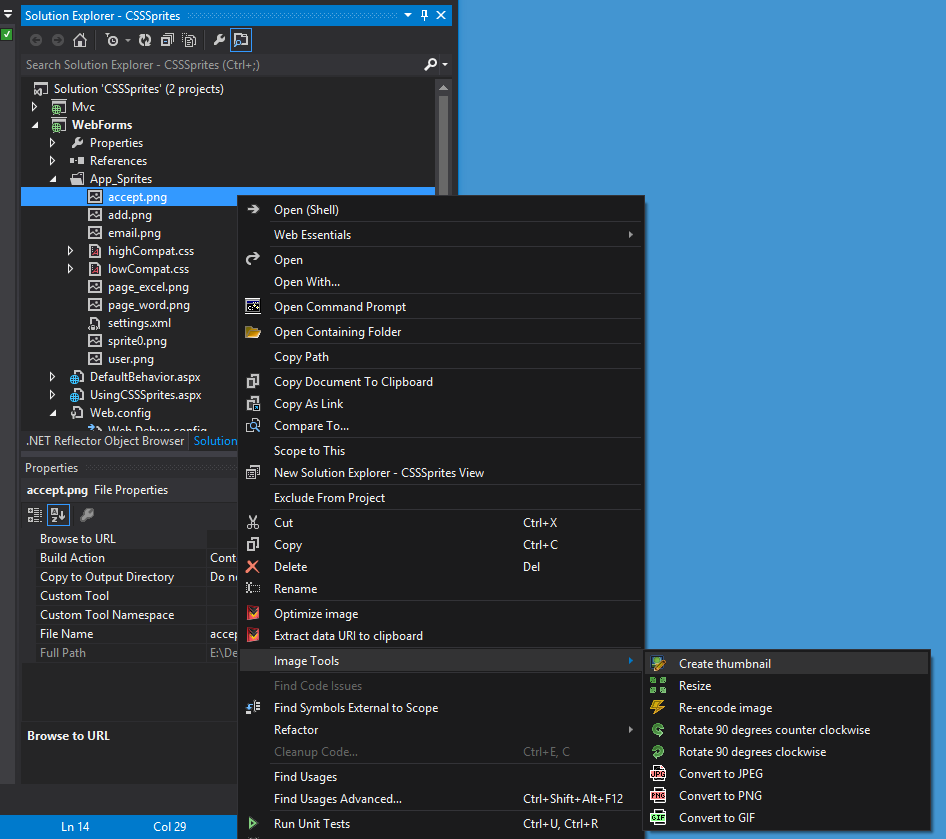 Solution Explorer - CSSSprites
Search Solution Explorer - CSSSprites (Ctrl+;)
Solution 'CSSSprites' (2 projects)
Mvc
WebForms
Properties
References
App_Sprites
accept.png
add.png
email.png
highCompat.css
lowCompat.css
page_excel.png
page_word.png
settings.xml
sprite0.png
user.png
DefaultBehavior.aspx
UsingCSSSprites.aspx
Web.config
Web.Debug.config
.NET Reflector Object Browser Solution
Properties
accept.png File Properties
Browse to URL
Build Action Cont
Copy to Output Directory Do no
Custom Tool
Custom Tool Namespace
File Name accep
Full Path E:\De
Browse to URL
Ln 14 Col 29
Open (Shell)
Web Essentials
Open
Open With...
Open Command Prompt
Open Containing Folder
Copy Path
Copy Document To Clipboard
Copy As Link
Compare To...
Scope to This
New Solution Explorer - CSSSprites View
Exclude From Project
Cut Ctrl+X
Copy Ctrl+C
Delete Del
Rename
Optimize image
Extract data URI to clipboard
Image Tools
Find Code Issues
Find Symbols External to Scope
Refactor
Cleanup Code... Ctrl+E, C
Find Usages
Find Usages Advanced... Ctrl+Shift+Alt+F12
Run Unit Tests Ctrl+U, Ctrl+R
Create thumbnail
Resize
Re-encode image
Rotate 90 degrees counter clockwise
Rotate 90 degrees clockwise
JPG Convert to JPEG
PNG Convert to PNG
GIF Convert to GIF